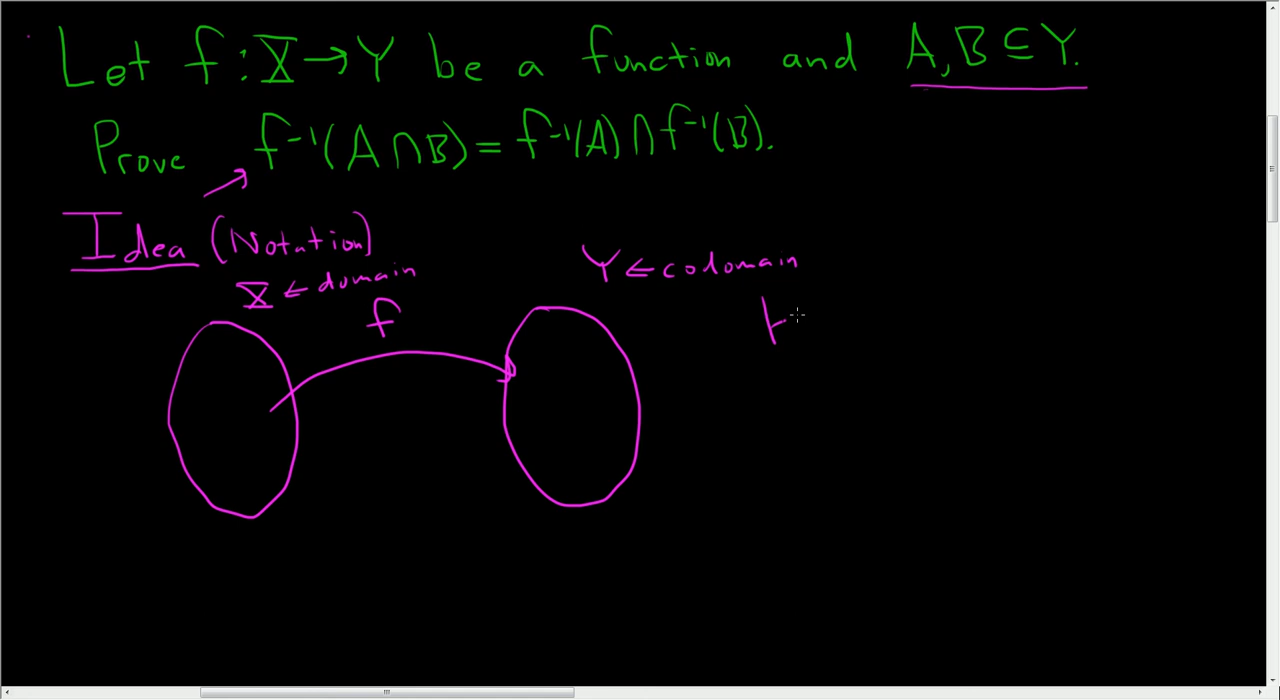 Let f : X → Y be a function and A, B ⊆ Y.
Prove f⁻¹(A ∩ B) = f⁻¹(A) ∩ f⁻¹(B).
Idea (Notation)
X ← domain
Y ← codomain
f